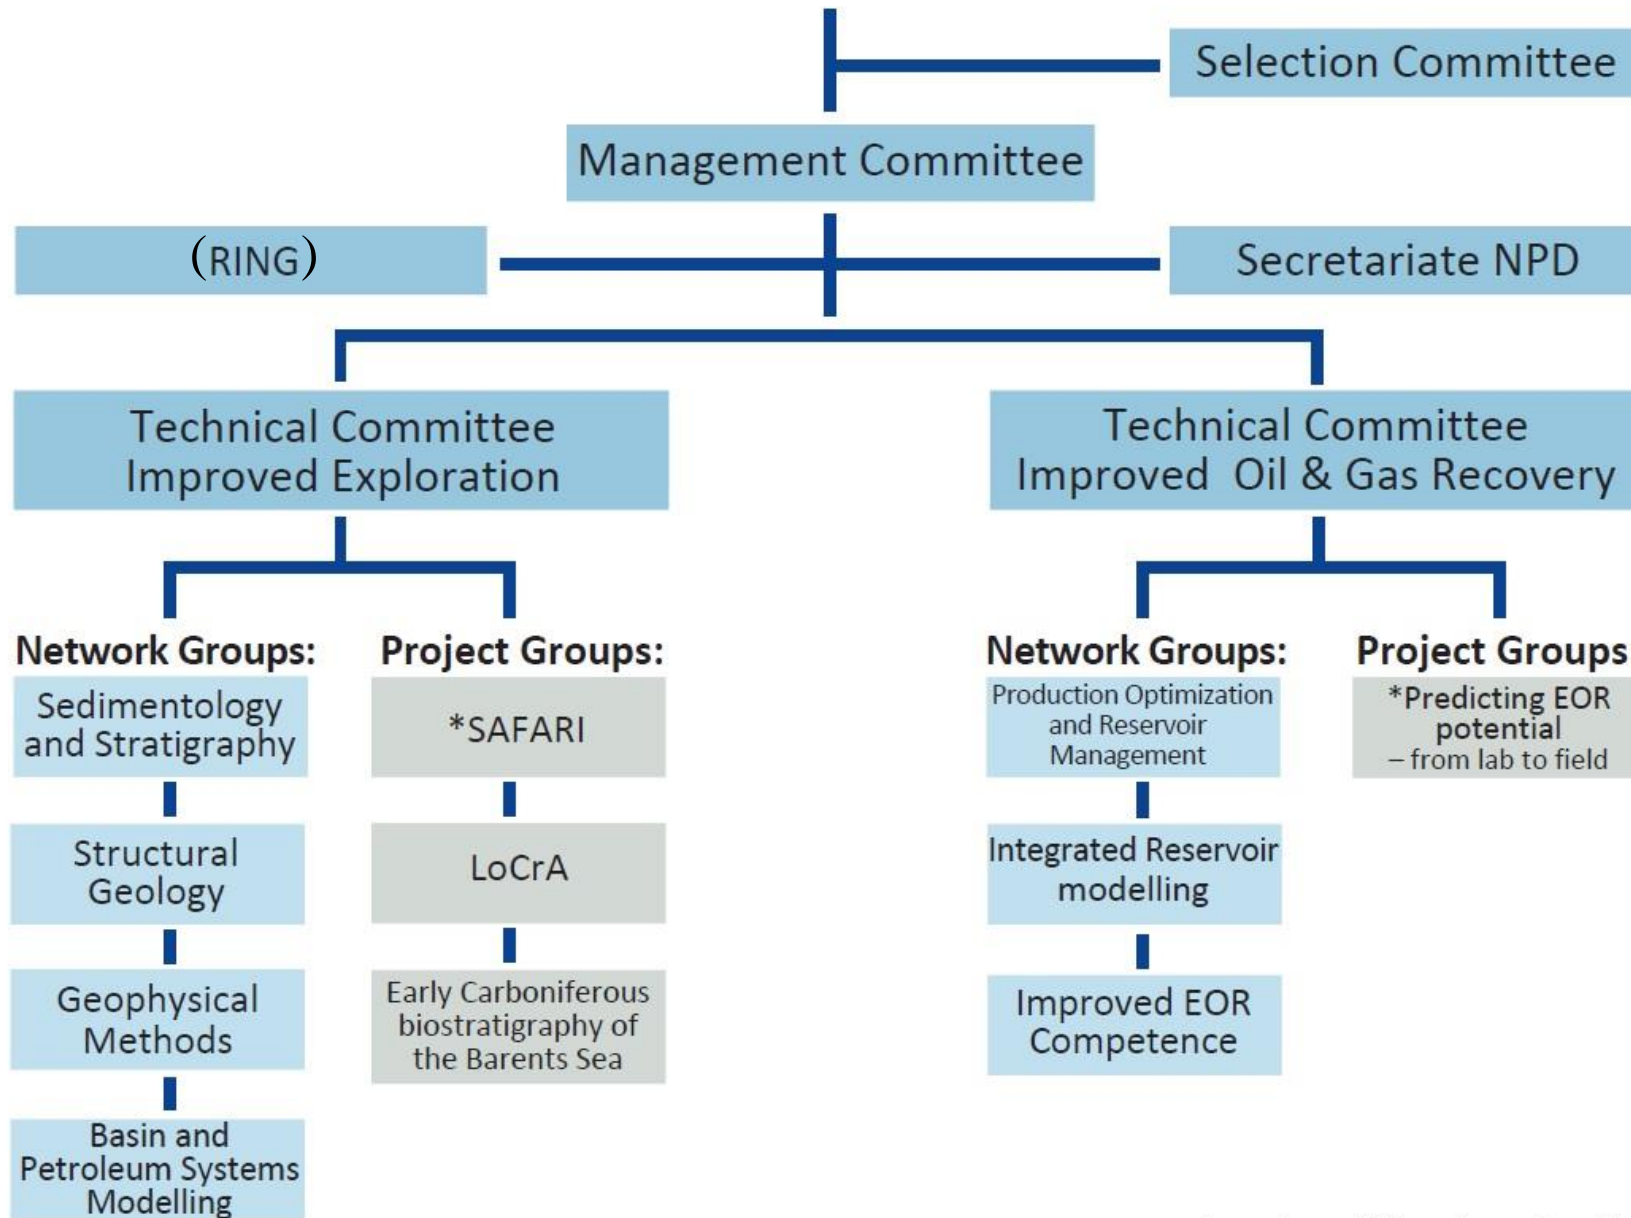 Selection Committee
Management Committee
(RING)
Secretariate NPD
Technical Committee
Improved Exploration
Technical Committee
Improved Oil & Gas Recovery
Network Groups:
Sedimentology
and Stratigraphy
Structural
Geology
Geophysical
Methods
Basin and
Petroleum Systems
Modelling
Project Groups:
*SAFARI
LoCrA
Early Carboniferous
biostratigraphy of
the Barents Sea
Network Groups:
Production Optimization
and Reservoir
Management
Integrated Reservoir
modelling
Improved EOR
Competence
Project Groups
*Predicting EOR
potential
– from lab to field